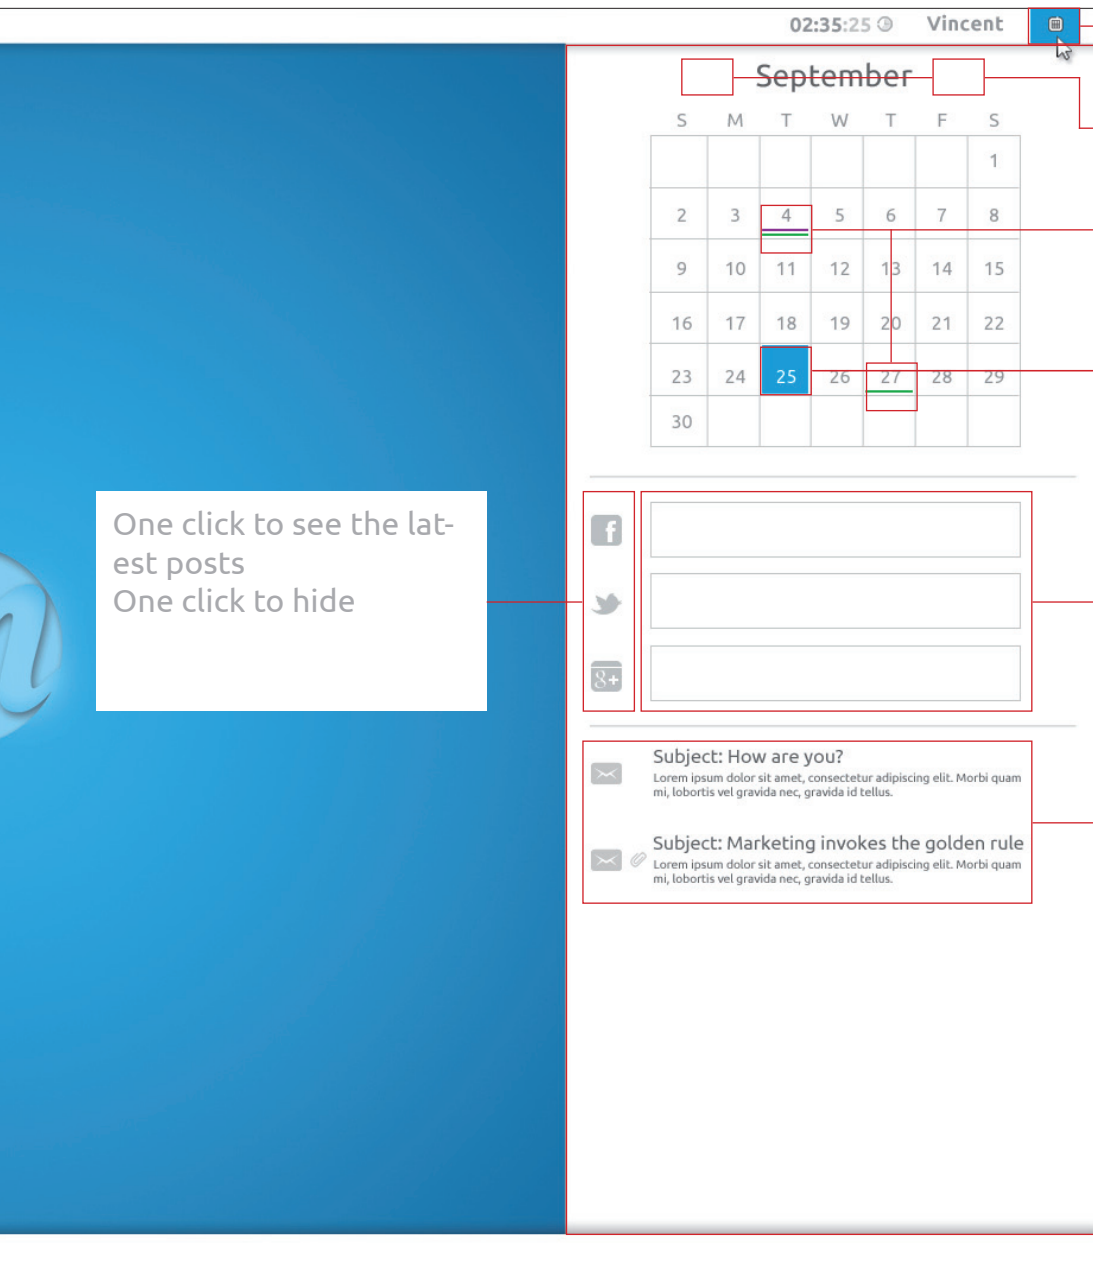 02:35:25 Vincent
September
S M T W T F S
1
2 3 4 5 6 7 8
9 10 11 12 13 14 15
16 17 18 19 20 21 22
23 24 25 26 27 28 29
30
One click to see the lat-
est posts
One click to hide
f
8+
Subject: How are you?
Lorem ipsum dolor sit amet, consectetur adipiscing elit. Morbi quam
mi, lobortis vel gravida nec, gravida id tellus.
Subject: Marketing invokes the golden rule
Lorem ipsum dolor sit amet, consectetur adipiscing elit. Morbi quam
mi, lobortis vel gravida nec, gravida id tellus.